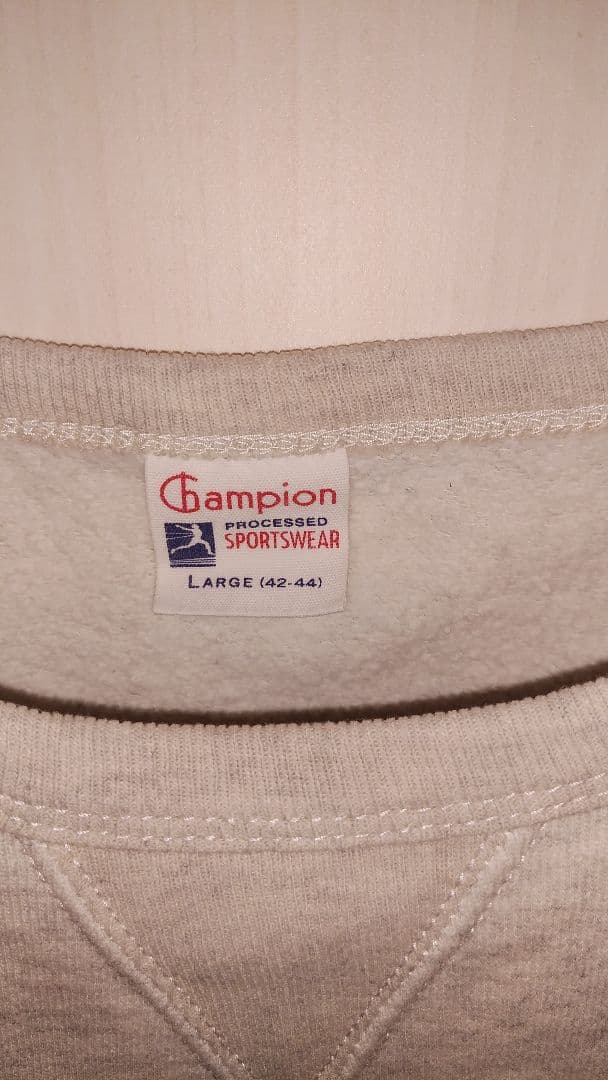 Champion
PROCESSED
SPORTSWEAR
LARGE (42-44)